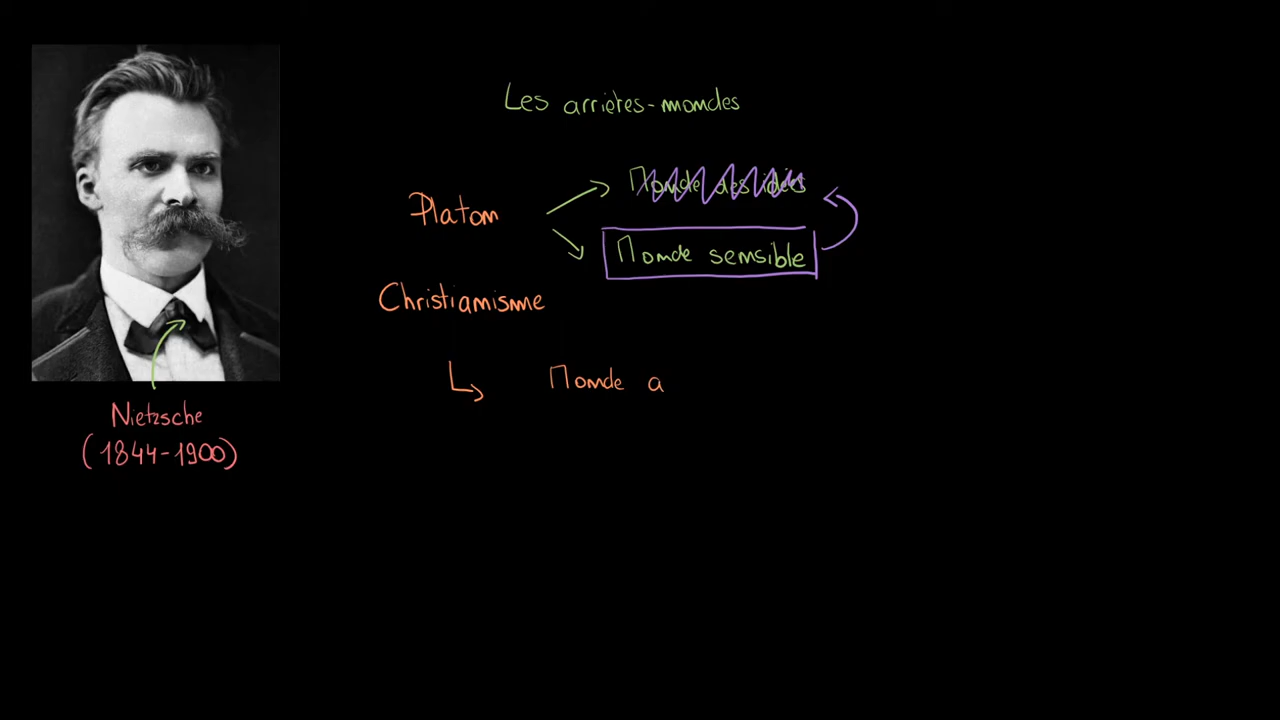 Les arrières-mondes
Monde des idées
Platon
Monde sensible
Christianisme
Monde a
Nietzsche
(1844-1900)